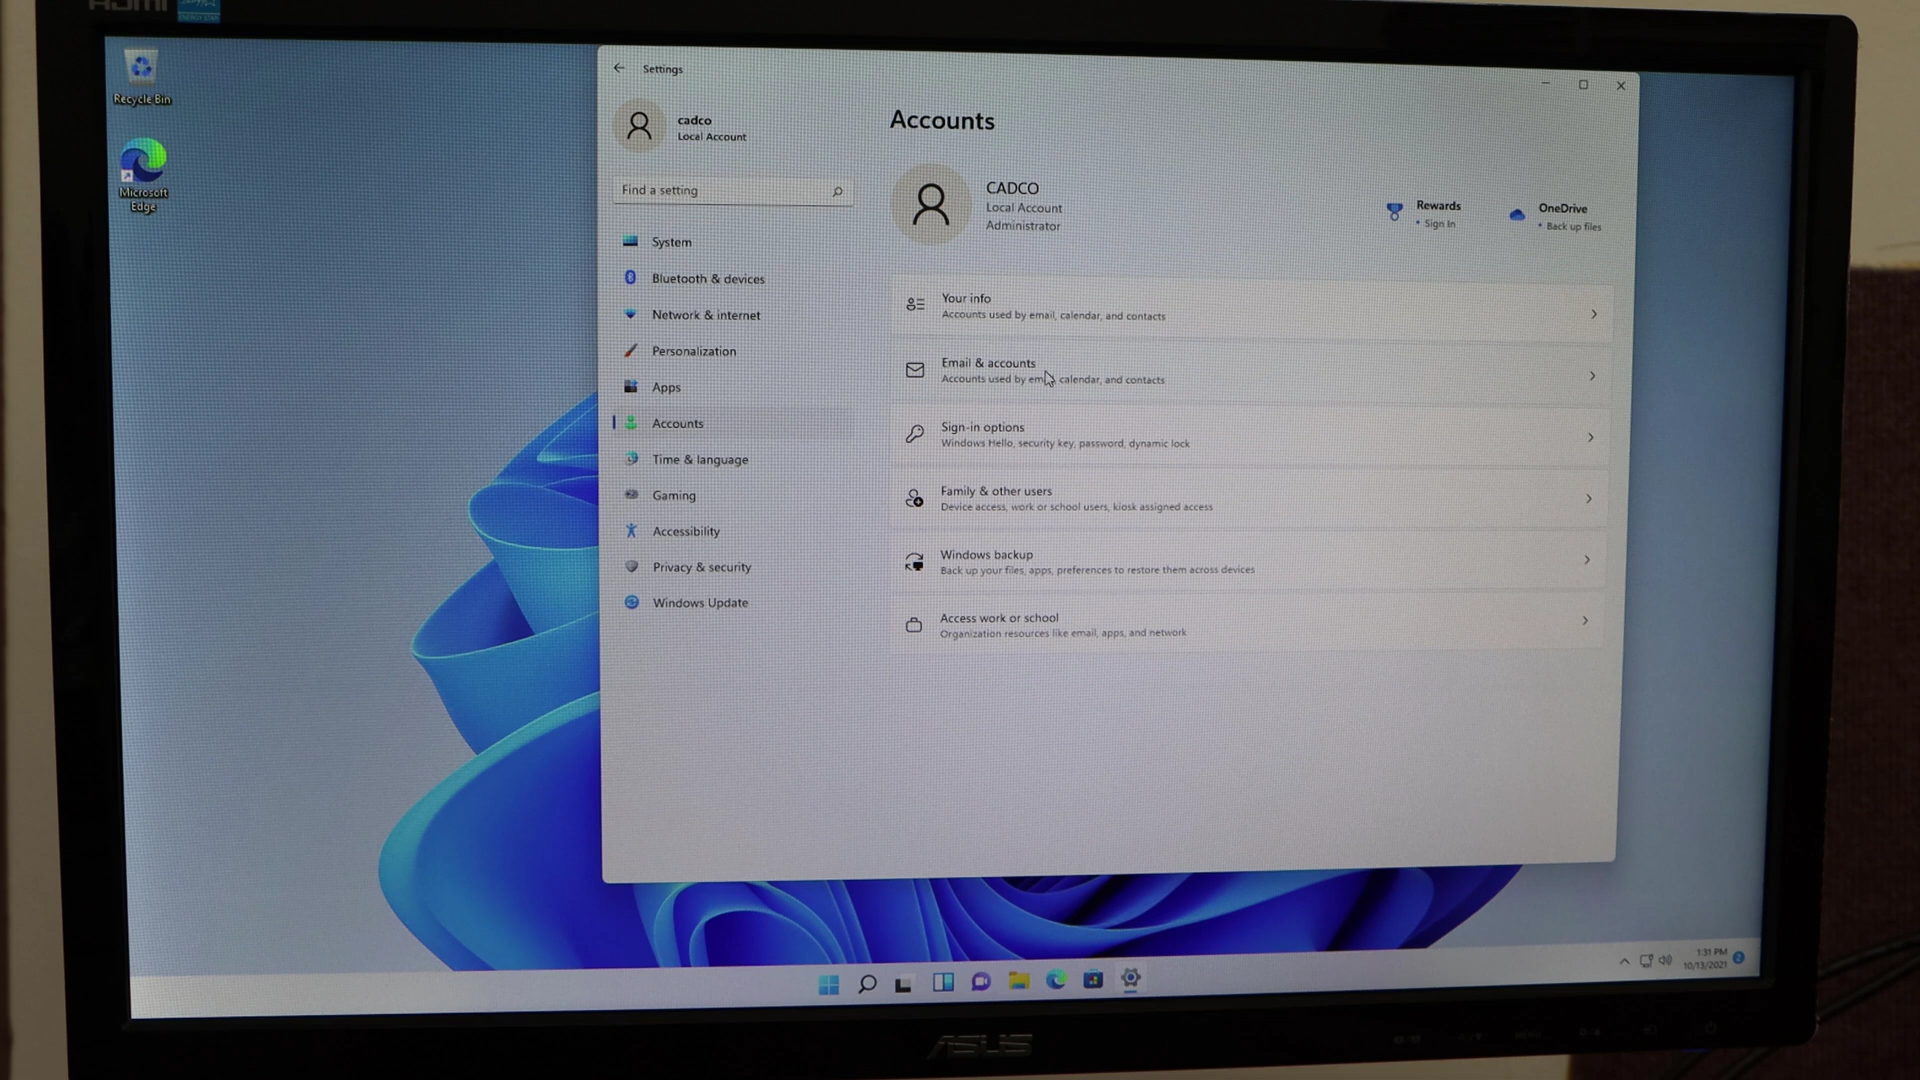 HDMI
Recycle Bin
Microsoft
Edge
Settings
cadco
Local Account
Find a setting
System
Bluetooth & devices
Network & internet
Personalization
Apps
Accounts
Time & language
Gaming
Accessibility
Privacy & security
Windows Update
Accounts
CADCO
Local Account
Administrator
Rewards
• Sign in
OneDrive
• Back up files
Your info
Accounts used by email, calendar, and contacts
Email & accounts
Accounts used by email, calendar, and contacts
Sign-in options
Windows Hello, security key, password, dynamic lock
Family & other users
Device access, work or school users, kiosk assigned access
Windows backup
Back up your files, apps, preferences to restore them across devices
Access work or school
Organization resources like email, apps, and network
1:31 PM
10/13/2021
2
ASUS